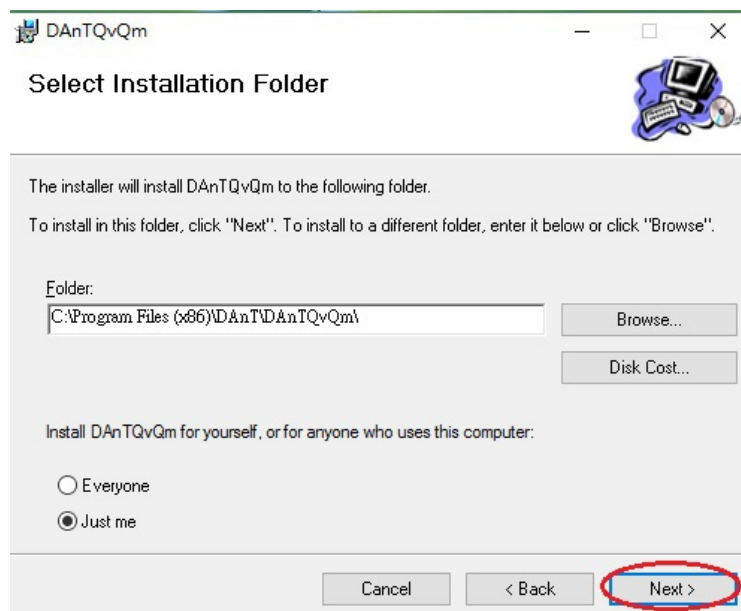 DAnTQvQm
Select Installation Folder
The installer will install DAnTQvQm to the following folder.
To install in this folder, click "Next". To install to a different folder, enter it below or click "Browse".
Folder:
C:\Program Files (x86)\DAnT\DAnTQvQm\
Browse...
Disk Cost...
Install DAnTQvQm for yourself, or for anyone who uses this computer:
Everyone
Just me
Cancel
< Back
Next >